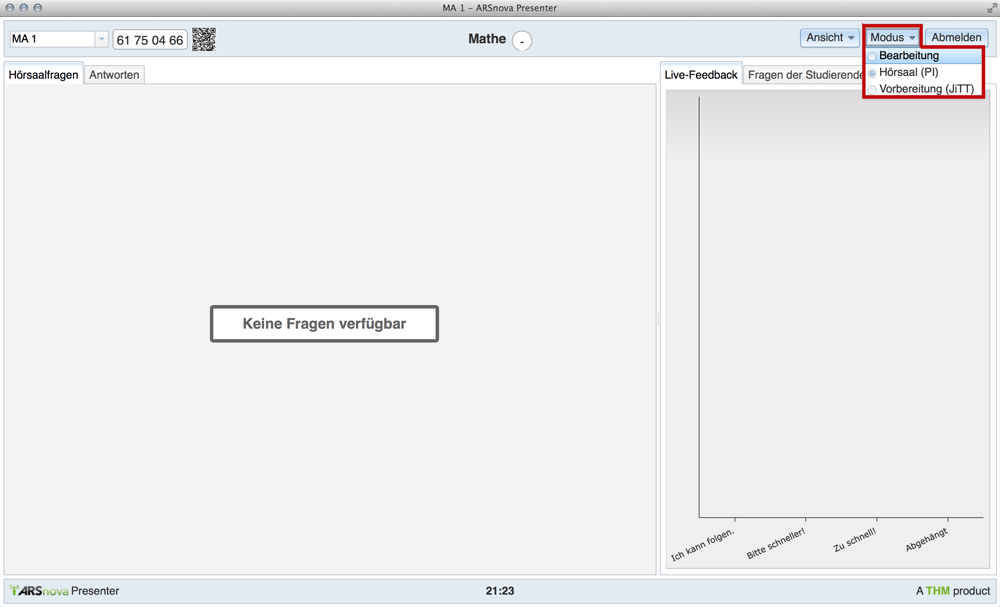 MA 1 – ARSnova Presenter
MA 1
61 75 04 66
Mathe
-
Ansicht
Modus
Abmelden
Bearbeitung
Hörsaal (PI)
Vorbereitung (JiTT)
Hörsaalfragen
Antworten
Live-Feedback
Fragen der Studierende
Keine Fragen verfügbar
Ich kann folgen.
Bitte schneller!
Zu schnell!
Abgehängt
ARSnova Presenter
21:23
A THM product